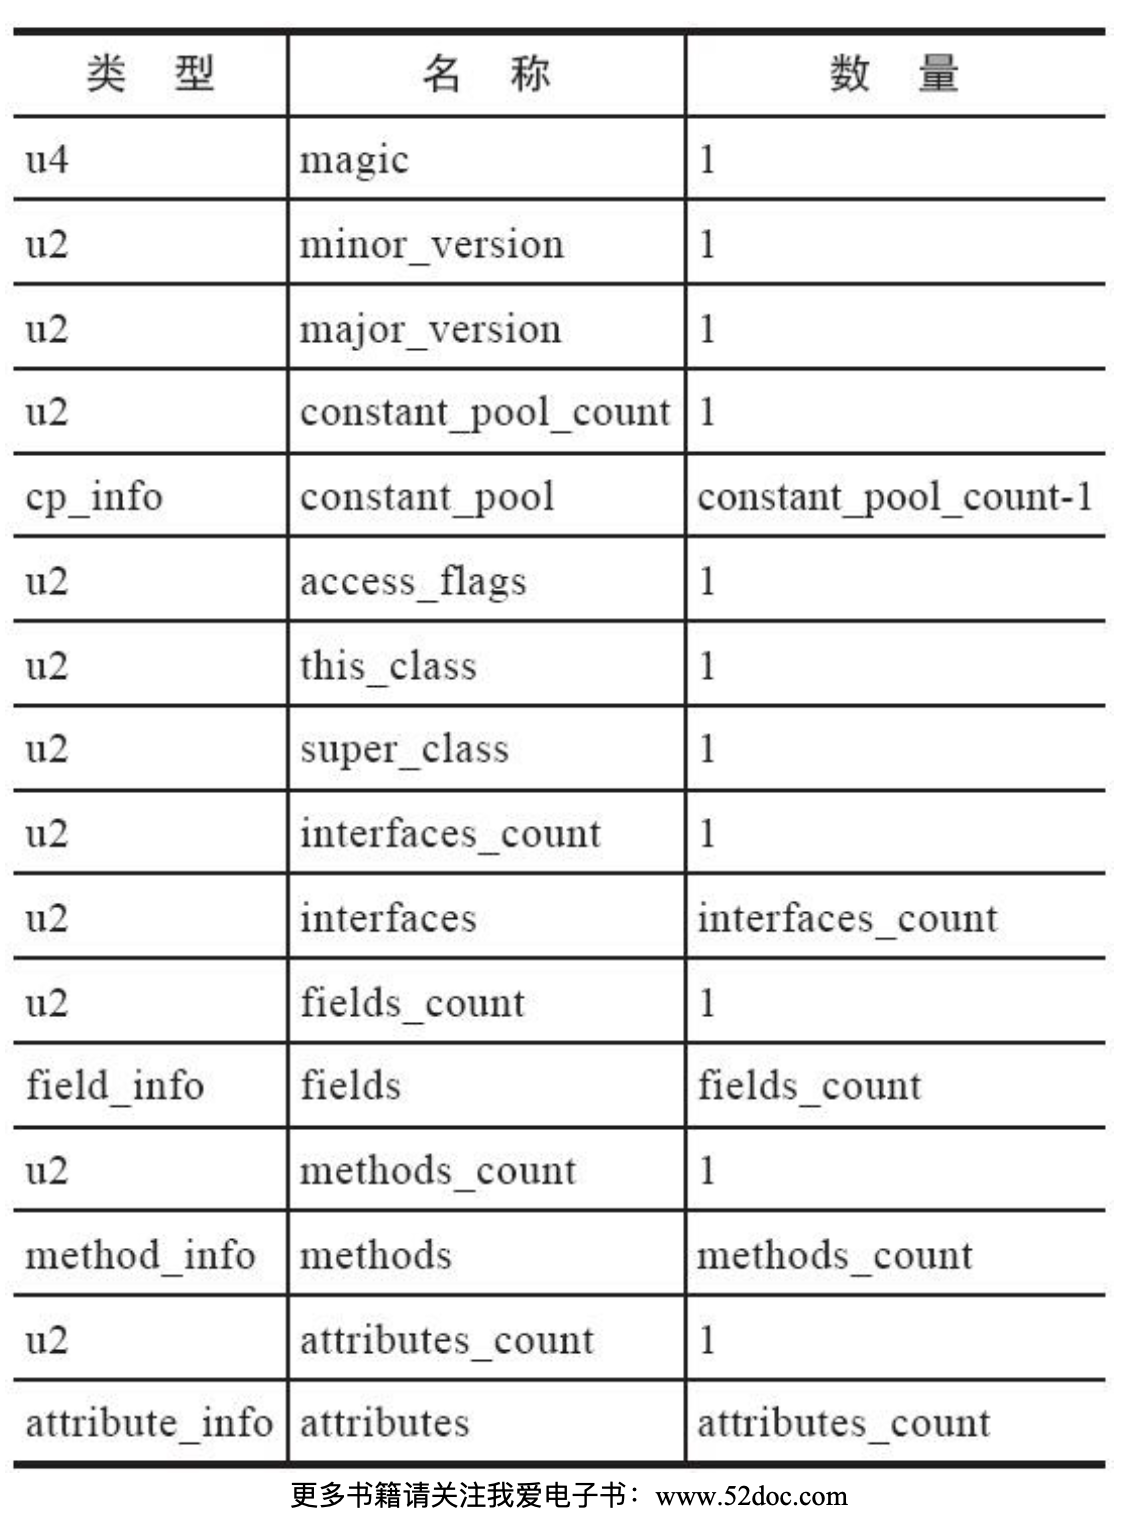 类 型 名 称 数 量
u4 magic 1
u2 minor_version 1
u2 major_version 1
u2 constant_pool_count 1
cp_info constant_pool constant_pool_count-1
u2 access_flags 1
u2 this_class 1
u2 super_class 1
u2 interfaces_count 1
u2 interfaces interfaces_count
u2 fields_count 1
field_info fields fields_count
u2 methods_count 1
method_info methods methods_count
u2 attributes_count 1
attribute_info attributes attributes_count
更多书籍请关注我爱电子书：www.52doc.com